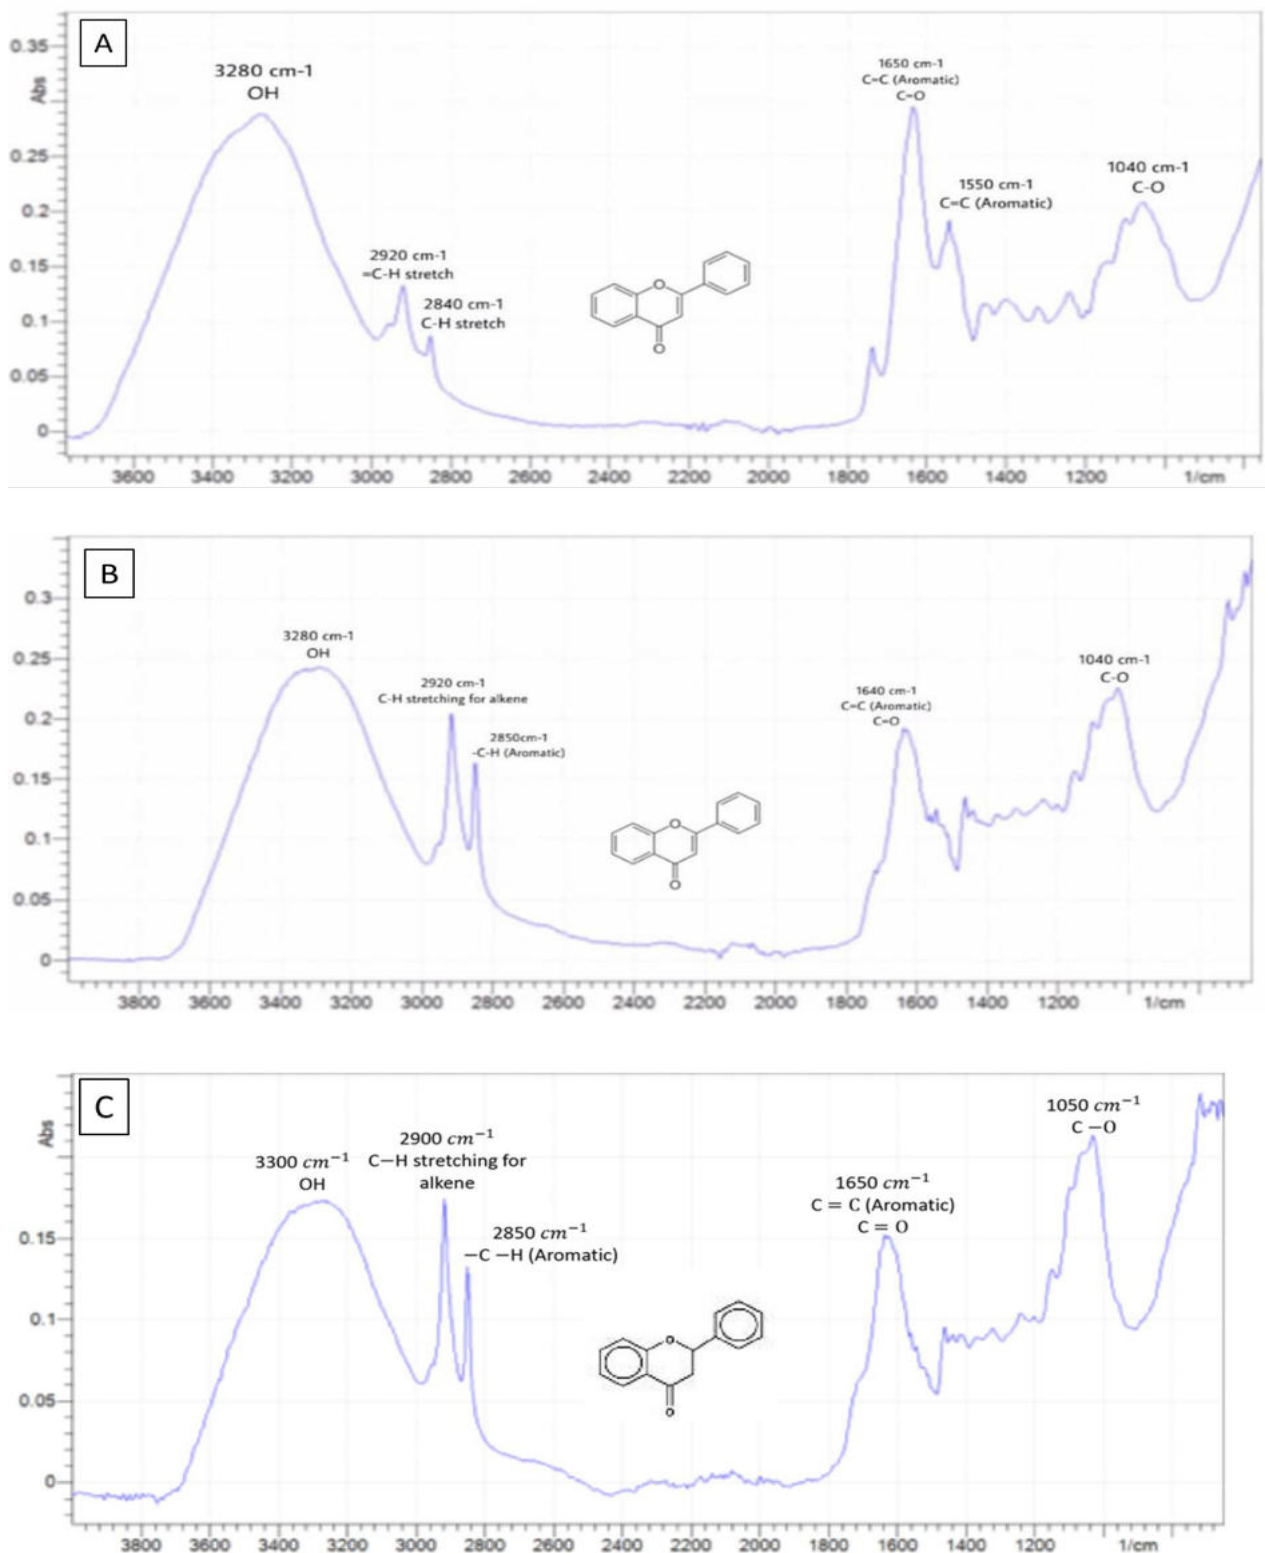 A
0.35
Abs
0.25
0.2
0.15
0.1
0.05
0
3280 cm-1
OH
2920 cm-1
=C-H stretch
2840 cm-1
C-H stretch
O
O
1650 cm-1
C=C (Aromatic)
C=O
1550 cm-1
C=C (Aromatic)
1040 cm-1
C-O
3600 3400 3200 3000 2800 2600 2400 2200 2000 1800 1600 1400 1200 1/cm
B
0.3
0.25
0.2
0.15
0.1
0.05
0
3280 cm-1
OH
2920 cm-1
C-H stretching for alkene
2850cm-1
-C-H (Aromatic)
O
O
1640 cm-1
C=C (Aromatic)
C=O
1040 cm-1
C-O
3800 3600 3400 3200 3000 2800 2600 2400 2200 2000 1800 1600 1400 1200 1/cm
C
Abs
0.15
0.1
0.05
0
3300 cm⁻¹
OH
2900 cm⁻¹
C−H stretching for
alkene
2850 cm⁻¹
−C −H (Aromatic)
O
O
1650 cm⁻¹
C = C (Aromatic)
C = O
1050 cm⁻¹
C −O
3800 3600 3400 3200 3000 2800 2600 2400 2200 2000 1800 1600 1400 1200 1/cm